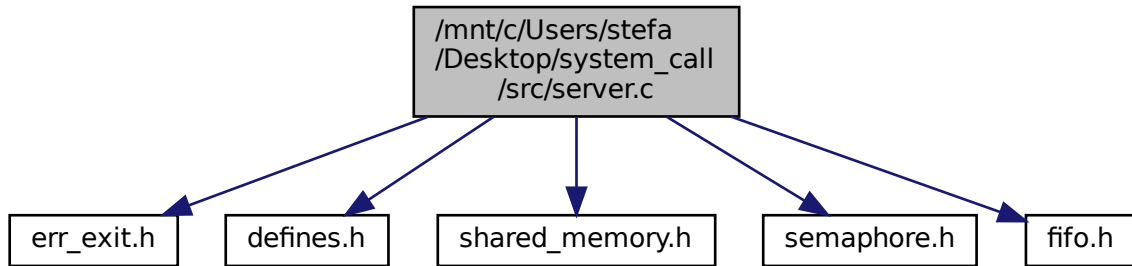 /mnt/c/Users/stefa
/Desktop/system_call
/src/server.c
err_exit.h
defines.h
shared_memory.h
semaphore.h
fifo.h